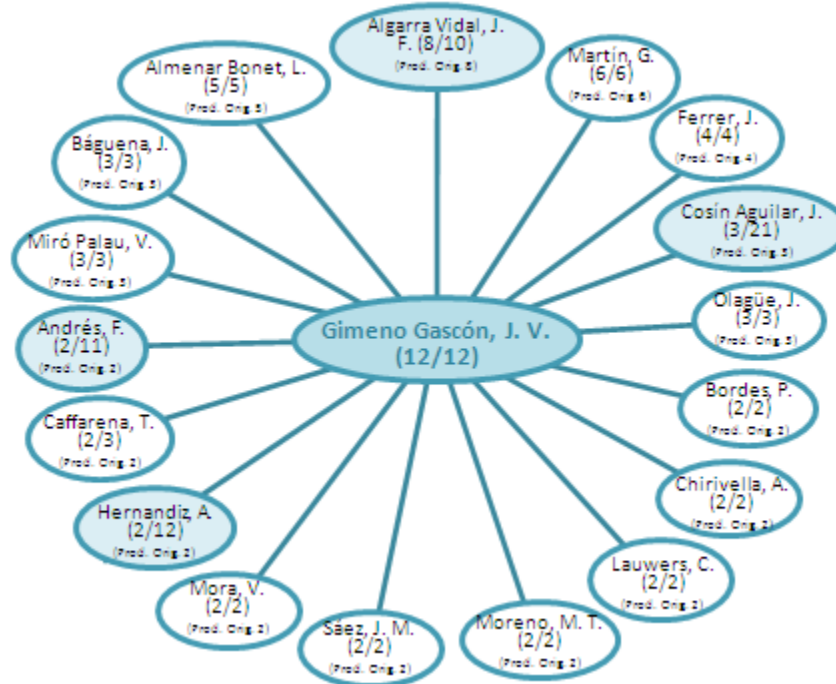 Algarra Vidal, J.
F. (8/10)
(Prod. Orig. 8)
Martín, G.
(6/6)
(Prod. Orig. 6)
Ferrer, J.
(4/4)
(Prod. Orig. 4)
Cosín Aguilar, J.
(3/21)
(Prod. Orig. 3)
Olagüe, J.
(3/3)
(Prod. Orig. 3)
Bordes, P.
(2/2)
(Prod. Orig. 2)
Chirivella, A.
(2/2)
(Prod. Orig. 2)
Lauwers, C.
(2/2)
(Prod. Orig. 2)
Moreno, M. T.
(2/2)
(Prod. Orig. 2)
Sáez, J. M.
(2/2)
(Prod. Orig. 2)
Mora, V.
(2/2)
(Prod. Orig. 2)
Hernandiz, A.
(2/12)
(Prod. Orig. 2)
Caffarena, T.
(2/3)
(Prod. Orig. 2)
Andrés, F.
(2/11)
(Prod. Orig. 2)
Miró Palau, V.
(3/3)
(Prod. Orig. 3)
Báguena, J.
(3/3)
(Prod. Orig. 3)
Almenar Bonet, L.
(5/5)
(Prod. Orig. 5)
Gimeno Gascón, J. V.
(12/12)